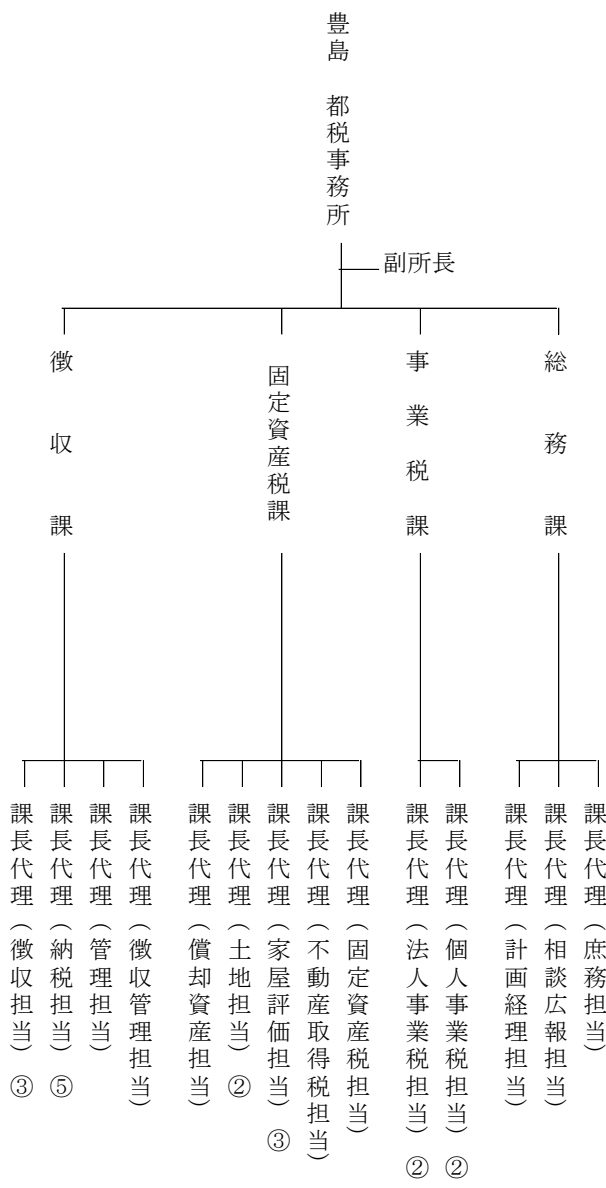 豊島 都税事務所
副所長
総務課
事業税課
固定資産税課
徴収課
課長代理(庶務担当)
課長代理(相談広報担当)
課長代理(計画経理担当)
課長代理(個人事業税担当)②
課長代理(法人事業税担当)②
課長代理(固定資産税担当)
課長代理(不動産取得税担当)
課長代理(家屋評価担当)③
課長代理(土地担当)②
課長代理(償却資産担当)
課長代理(徴収管理担当)
課長代理(管理担当)
課長代理(納税担当)⑤
課長代理(徴収担当)③